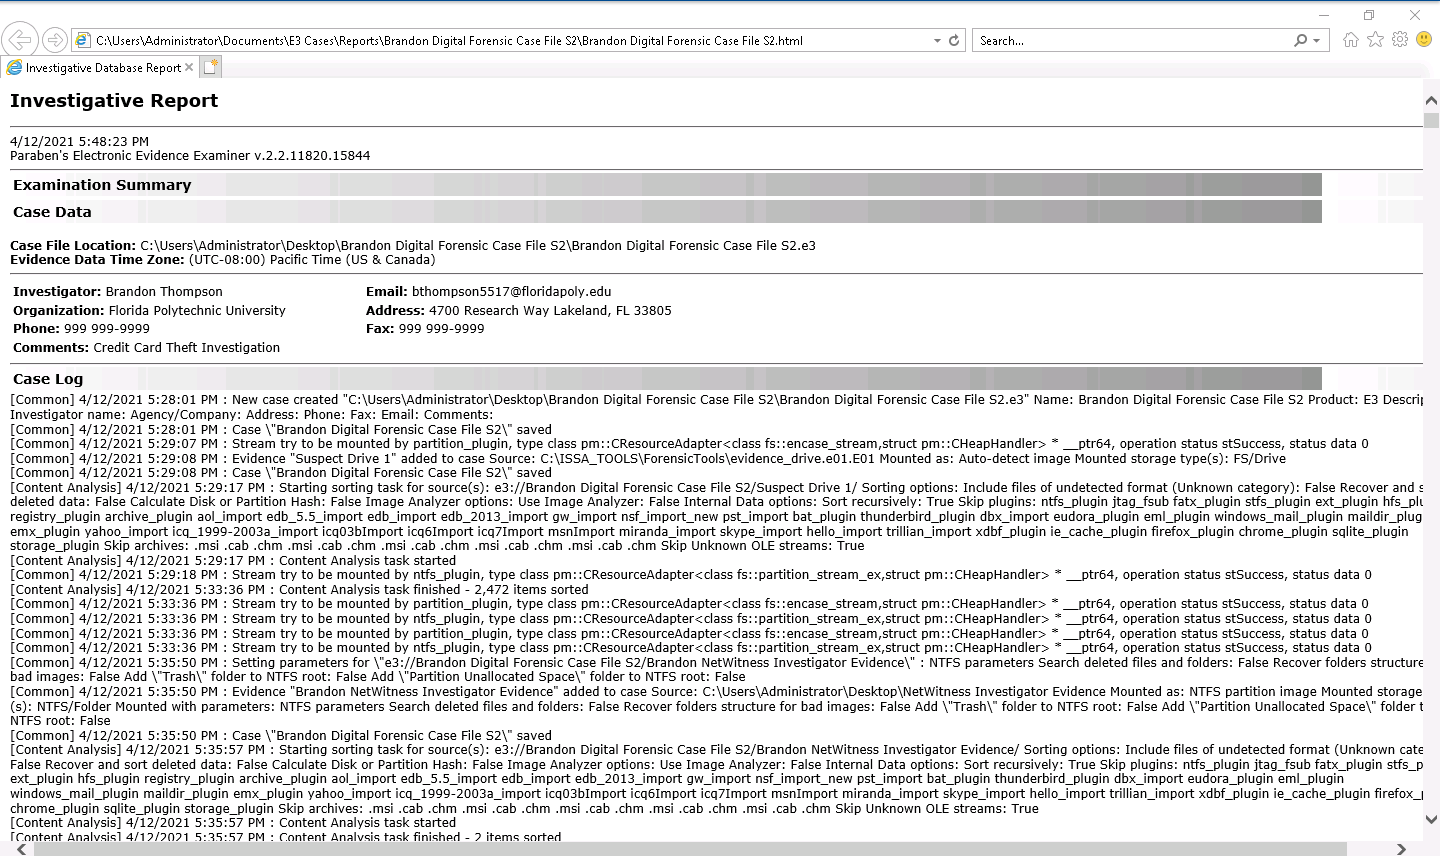 C:\Users\Administrator\Documents\E3 Cases\Reports\Brandon Digital Forensic Case File S2\Brandon Digital Forensic Case File S2.html
Search...
Investigative Database Report
Investigative Report
4/12/2021 5:48:23 PM
Paraben's Electronic Evidence Examiner v.2.2.11820.15844
Examination Summary
Case Data
Case File Location: C:\Users\Administrator\Desktop\Brandon Digital Forensic Case File S2\Brandon Digital Forensic Case File S2.e3
Evidence Data Time Zone: (UTC-08:00) Pacific Time (US & Canada)
Investigator: Brandon Thompson Email: bthompson5517@floridapoly.edu
Organization: Florida Polytechnic University Address: 4700 Research Way Lakeland, FL 33805
Phone: 999 999-9999 Fax: 999 999-9999
Comments: Credit Card Theft Investigation
Case Log
[Common] 4/12/2021 5:28:01 PM : New case created "C:\Users\Administrator\Desktop\Brandon Digital Forensic Case File S2\Brandon Digital Forensic Case File S2.e3" Name: Brandon Digital Forensic Case File S2 Product: E3 Descrip
Investigator name: Agency/Company: Address: Phone: Fax: Email: Comments:
[Common] 4/12/2021 5:28:01 PM : Case \"Brandon Digital Forensic Case File S2\" saved
[Common] 4/12/2021 5:29:07 PM : Stream try to be mounted by partition_plugin, type class pm::CResourceAdapter<class fs::encase_stream,struct pm::CHeapHandler> * __ptr64, operation status stSuccess, status data 0
[Common] 4/12/2021 5:29:08 PM : Evidence "Suspect Drive 1" added to case Source: C:\ISSA_TOOLS\ForensicTools\evidence_drive.e01.E01 Mounted as: Auto-detect image Mounted storage type(s): FS/Drive
[Common] 4/12/2021 5:29:08 PM : Case \"Brandon Digital Forensic Case File S2\" saved
[Content Analysis] 4/12/2021 5:29:17 PM : Starting sorting task for source(s): e3://Brandon Digital Forensic Case File S2/Suspect Drive 1/ Sorting options: Include files of undetected format (Unknown category): False Recover and s
deleted data: False Calculate Disk or Partition Hash: False Image Analyzer options: Use Image Analyzer: False Internal Data options: Sort recursively: True Skip plugins: ntfs_plugin jtag_fsub fatx_plugin stfs_plugin ext_plugin hfs_plu
registry_plugin archive_plugin aol_import edb_5.5_import edb_import edb_2013_import gw_import nsf_import_new pst_import bat_plugin thunderbird_plugin dbx_import eudora_plugin eml_plugin windows_mail_plugin maildir_plug
emx_plugin yahoo_import icq_1999-2003a_import icq03bImport icq6Import icq7Import msnImport miranda_import skype_import hello_import trillian_import xdbf_plugin ie_cache_plugin firefox_plugin chrome_plugin sqlite_plugin
storage_plugin Skip archives: .msi .cab .chm .msi .cab .chm .msi .cab .chm .msi .cab .chm Skip Unknown OLE streams: True
[Content Analysis] 4/12/2021 5:29:17 PM : Content Analysis task started
[Common] 4/12/2021 5:29:18 PM : Stream try to be mounted by ntfs_plugin, type class pm::CResourceAdapter<class fs::partition_stream_ex,struct pm::CHeapHandler> * __ptr64, operation status stSuccess, status data 0
[Content Analysis] 4/12/2021 5:33:36 PM : Content Analysis task finished - 2,472 items sorted
[Common] 4/12/2021 5:33:36 PM : Stream try to be mounted by partition_plugin, type class pm::CResourceAdapter<class fs::encase_stream,struct pm::CHeapHandler> * __ptr64, operation status stSuccess, status data 0
[Common] 4/12/2021 5:33:36 PM : Stream try to be mounted by ntfs_plugin, type class pm::CResourceAdapter<class fs::partition_stream_ex,struct pm::CHeapHandler> * __ptr64, operation status stSuccess, status data 0
[Common] 4/12/2021 5:33:36 PM : Stream try to be mounted by partition_plugin, type class pm::CResourceAdapter<class fs::encase_stream,struct pm::CHeapHandler> * __ptr64, operation status stSuccess, status data 0
[Common] 4/12/2021 5:33:36 PM : Stream try to be mounted by ntfs_plugin, type class pm::CResourceAdapter<class fs::partition_stream_ex,struct pm::CHeapHandler> * __ptr64, operation status stSuccess, status data 0
[Common] 4/12/2021 5:35:50 PM : Setting parameters for \"e3://Brandon Digital Forensic Case File S2/Brandon NetWitness Investigator Evidence\" : NTFS parameters Search deleted files and folders: False Recover folders structure
bad images: False Add \"Trash\" folder to NTFS root: False Add \"Partition Unallocated Space\" folder to NTFS root: False
[Common] 4/12/2021 5:35:50 PM : Evidence "Brandon NetWitness Investigator Evidence" added to case Source: C:\Users\Administrator\Desktop\NetWitness Investigator Evidence Mounted as: NTFS partition image Mounted storage
(s): NTFS/Folder Mounted with parameters: NTFS parameters Search deleted files and folders: False Recover folders structure for bad images: False Add \"Trash\" folder to NTFS root: False Add \"Partition Unallocated Space\" folder t
NTFS root: False
[Common] 4/12/2021 5:35:50 PM : Case \"Brandon Digital Forensic Case File S2\" saved
[Content Analysis] 4/12/2021 5:35:57 PM : Starting sorting task for source(s): e3://Brandon Digital Forensic Case File S2/Brandon NetWitness Investigator Evidence/ Sorting options: Include files of undetected format (Unknown cate
False Recover and sort deleted data: False Calculate Disk or Partition Hash: False Image Analyzer options: Use Image Analyzer: False Internal Data options: Sort recursively: True Skip plugins: ntfs_plugin jtag_fsub fatx_plugin stfs_p
ext_plugin hfs_plugin registry_plugin archive_plugin aol_import edb_5.5_import edb_import edb_2013_import gw_import nsf_import_new pst_import bat_plugin thunderbird_plugin dbx_import eudora_plugin eml_plugin
windows_mail_plugin maildir_plugin emx_plugin yahoo_import icq_1999-2003a_import icq03bImport icq6Import icq7Import msnImport miranda_import skype_import hello_import trillian_import xdbf_plugin ie_cache_plugin firefox_p
chrome_plugin sqlite_plugin storage_plugin Skip archives: .msi .cab .chm .msi .cab .chm .msi .cab .chm .msi .cab .chm Skip Unknown OLE streams: True
[Content Analysis] 4/12/2021 5:35:57 PM : Content Analysis task started
[Content Analysis] 4/12/2021 5:35:57 PM : Content Analysis task finished - 2 items sorted